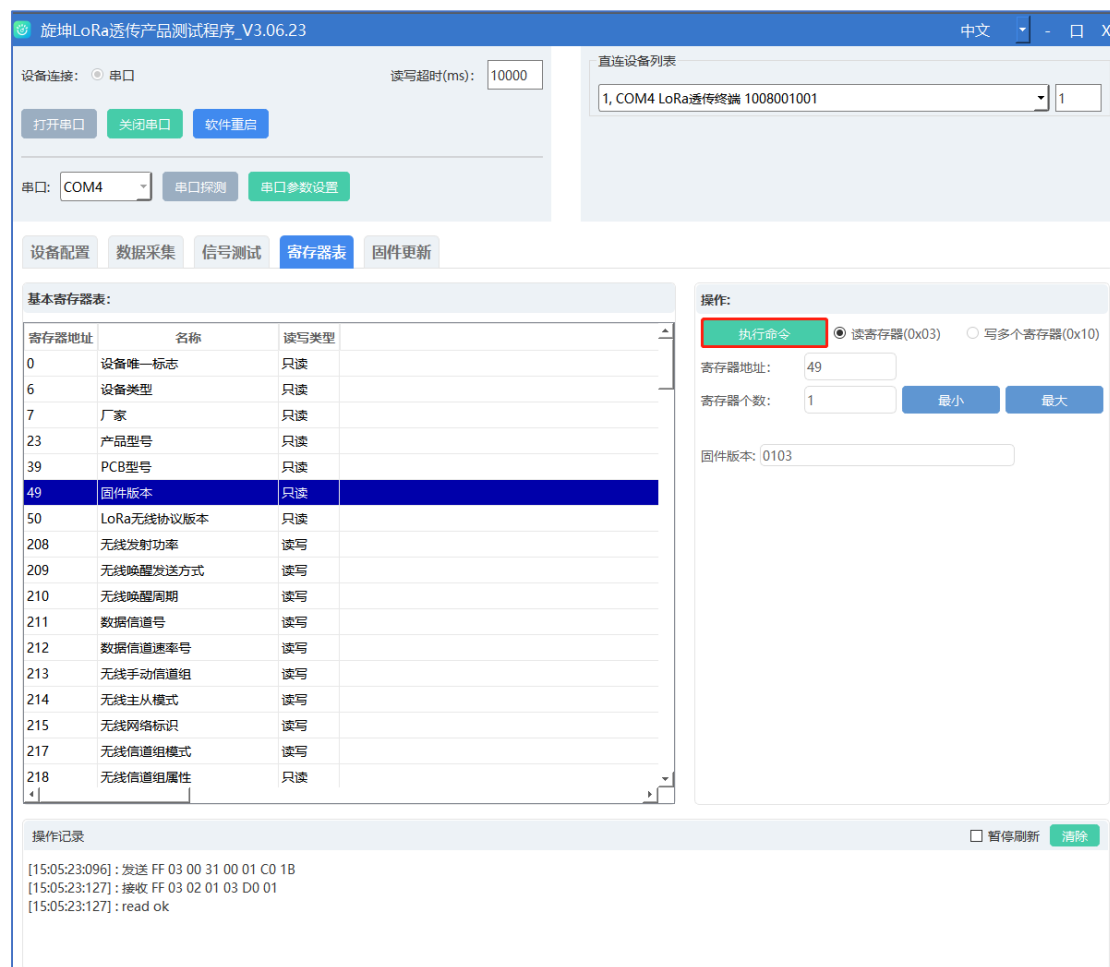 旋坤LoRa透传产品测试程序_V3.06.23 中文 - 口 X
设备连接: 串口 读写超时(ms): 10000
打开串口 关闭串口 软件重启
串口: COM4 串口探测 串口参数设置
直连设备列表
1, COM4 LoRa透传终端 1008001001 1
设备配置 数据采集 信号测试 寄存器表 固件更新
基本寄存器表:
寄存器地址 名称 读写类型
0 设备唯一标志 只读
6 设备类型 只读
7 厂家 只读
23 产品型号 只读
39 PCB型号 只读
49 固件版本 只读
50 LoRa无线协议版本 只读
208 无线发射功率 读写
209 无线唤醒发送方式 读写
210 无线唤醒周期 读写
211 数据信道号 读写
212 数据信道速率号 读写
213 无线手动信道组 读写
214 无线主从模式 读写
215 无线网络标识 读写
217 无线信道组模式 读写
218 无线信道组属性 只读
操作:
执行命令 读寄存器(0x03) 写多个寄存器(0x10)
寄存器地址: 49
寄存器个数: 1 最小 最大
固件版本: 0103
操作记录 暂停刷新 清除
[15:05:23:096] : 发送 FF 03 00 31 00 01 C0 1B
[15:05:23:127] : 接收 FF 03 02 01 03 D0 01
[15:05:23:127] : read ok